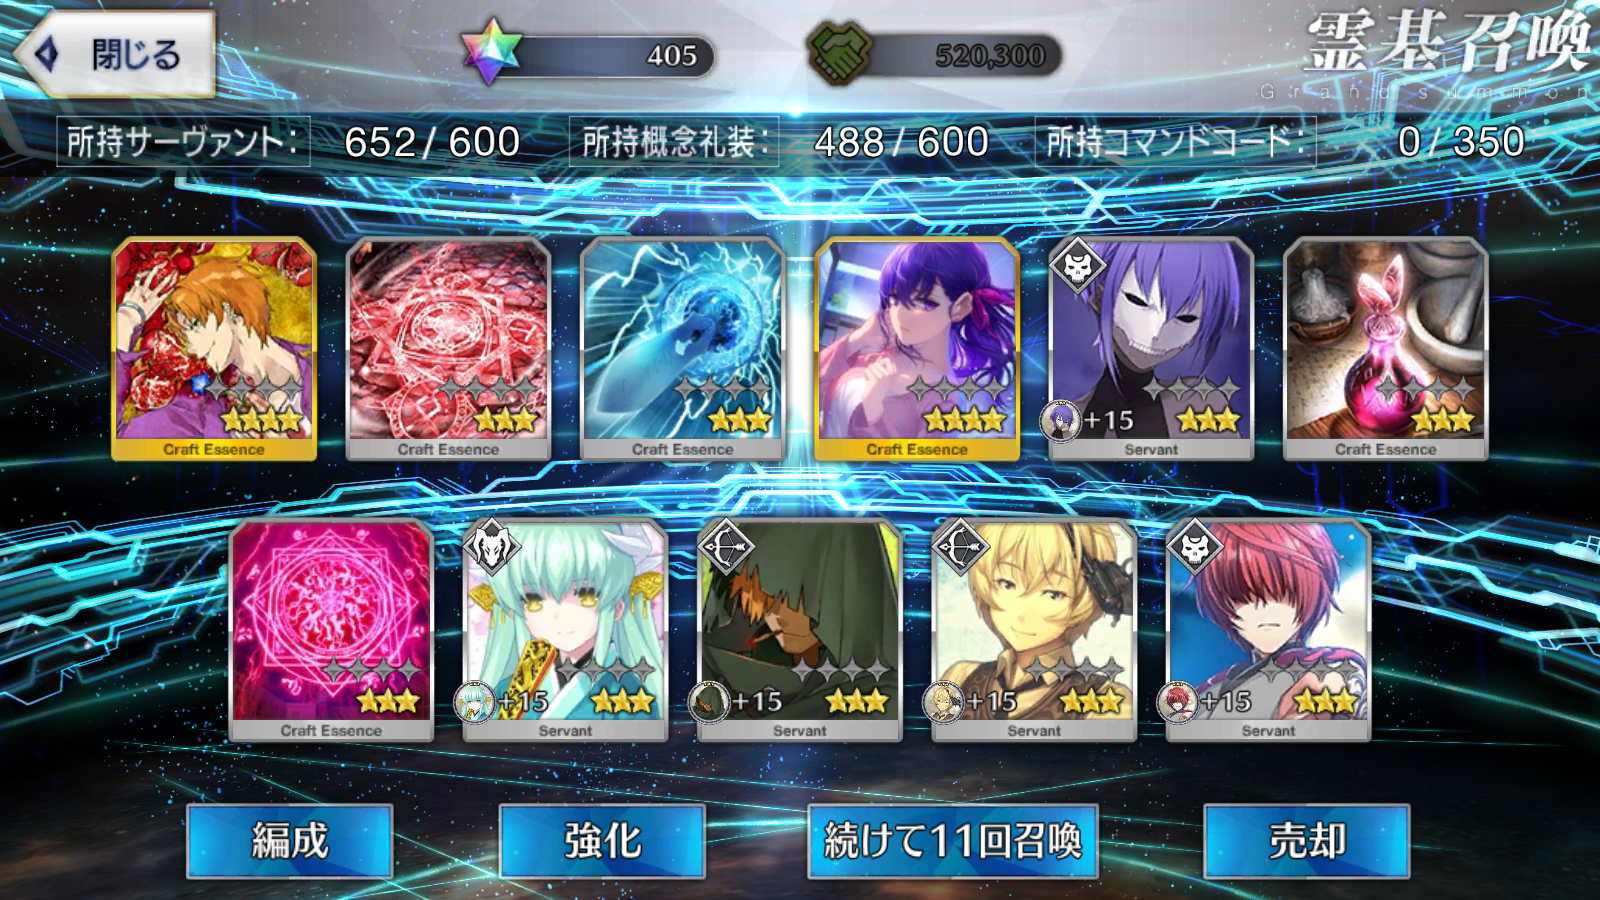 閉じる
405
520,300
霊基召喚
Grand summon
所持サーヴァント: 652 / 600
所持概念礼装: 488 / 600
所持コマンドコード: 0 / 350
Craft Essence
Craft Essence
Craft Essence
Craft Essence
+15
Servant
Craft Essence
Craft Essence
+15
Servant
+15
Servant
+15
Servant
+15
Servant
編成
強化
続けて11回召喚
売却